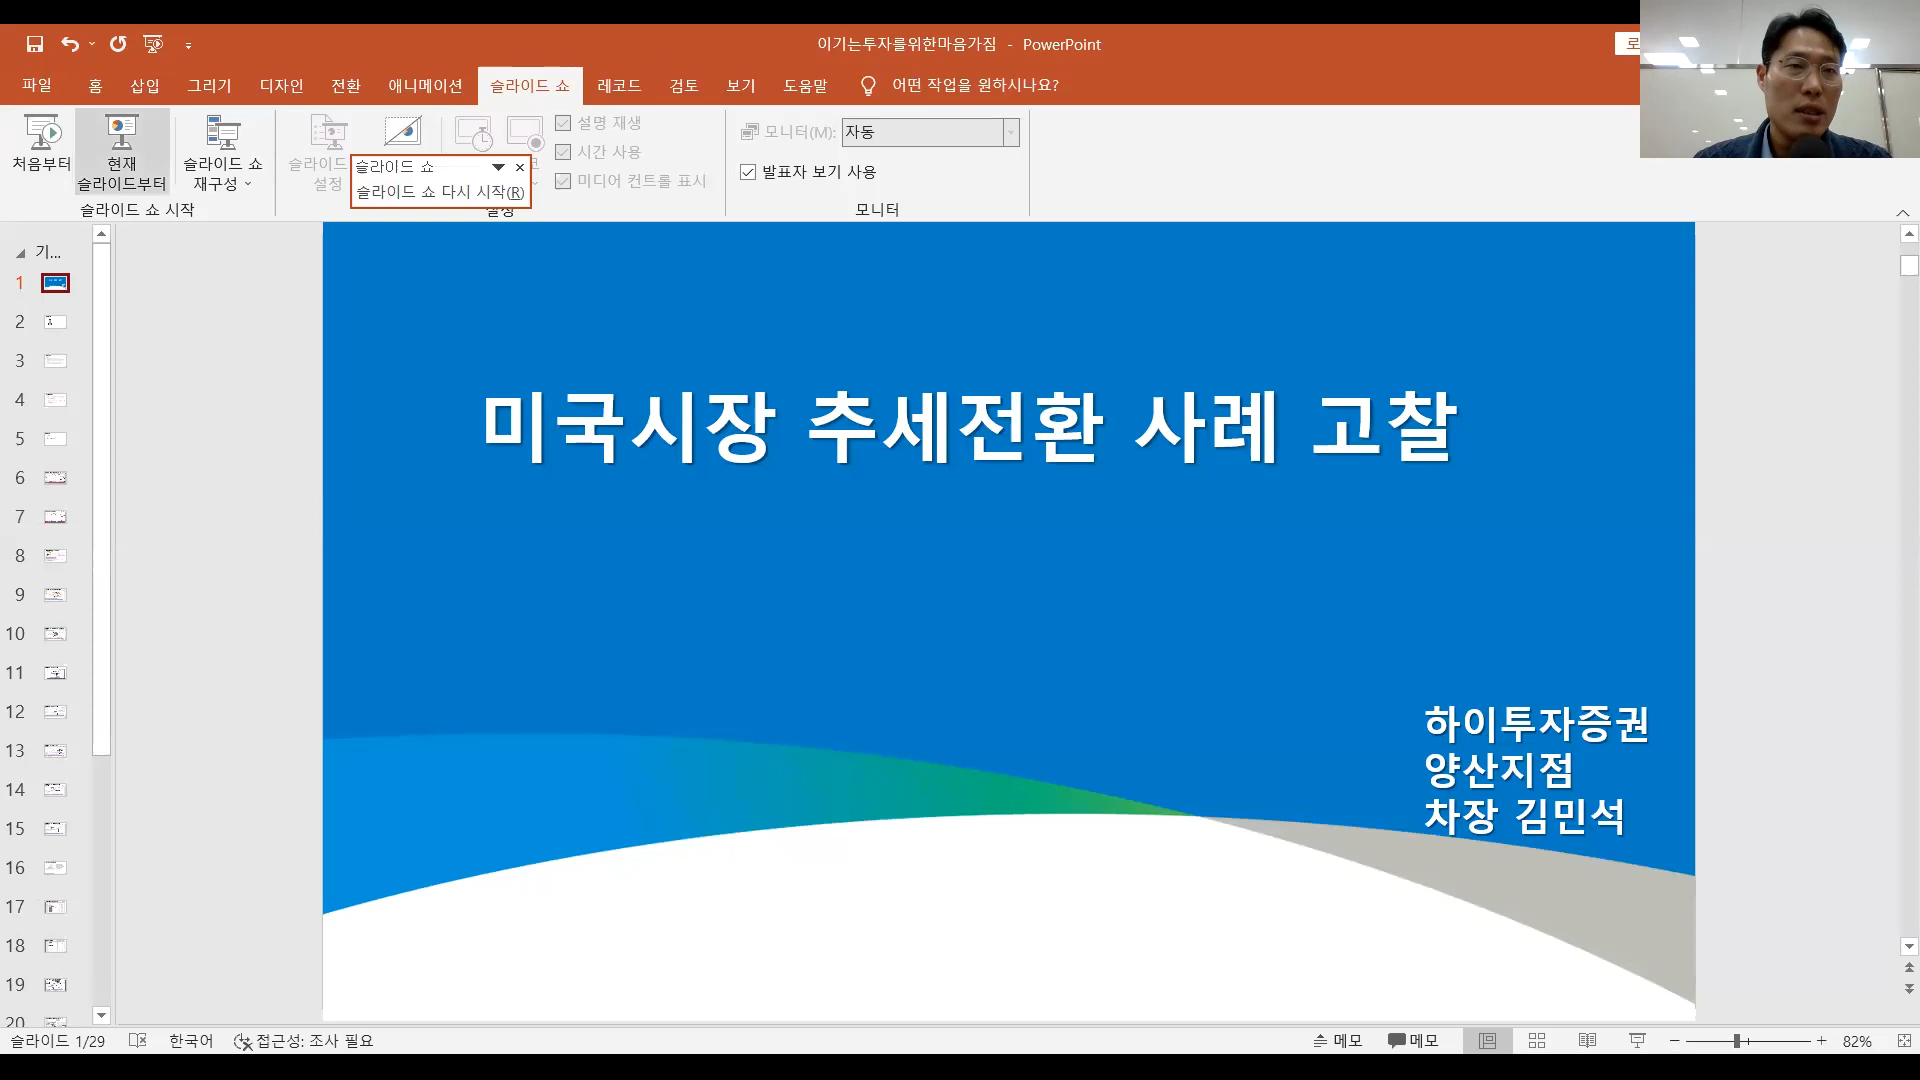 이기는투자를위한마음가짐 - PowerPoint
로
파일 홈 삽입 그리기 디자인 전환 애니메이션 슬라이드 쇼 레코드 검토 보기 도움말 어떤 작업을 원하시나요?
처음부터
현재
슬라이드부터
슬라이드 쇼
재구성
슬라이드 쇼 시작
슬라이드
설정
슬라이드 쇼
슬라이드 쇼 다시 시작(R)
설정
설명 재생
시간 사용
미디어 컨트롤 표시
모니터(M): 자동
발표자 보기 사용
모니터
기...
1
2
3
4
5
6
7
8
9
10
11
12
13
14
15
16
17
18
19
20
미국시장 추세전환 사례 고찰
하이투자증권
양산지점
차장 김민석
슬라이드 1/29 한국어 접근성: 조사 필요 메모 메모 82%